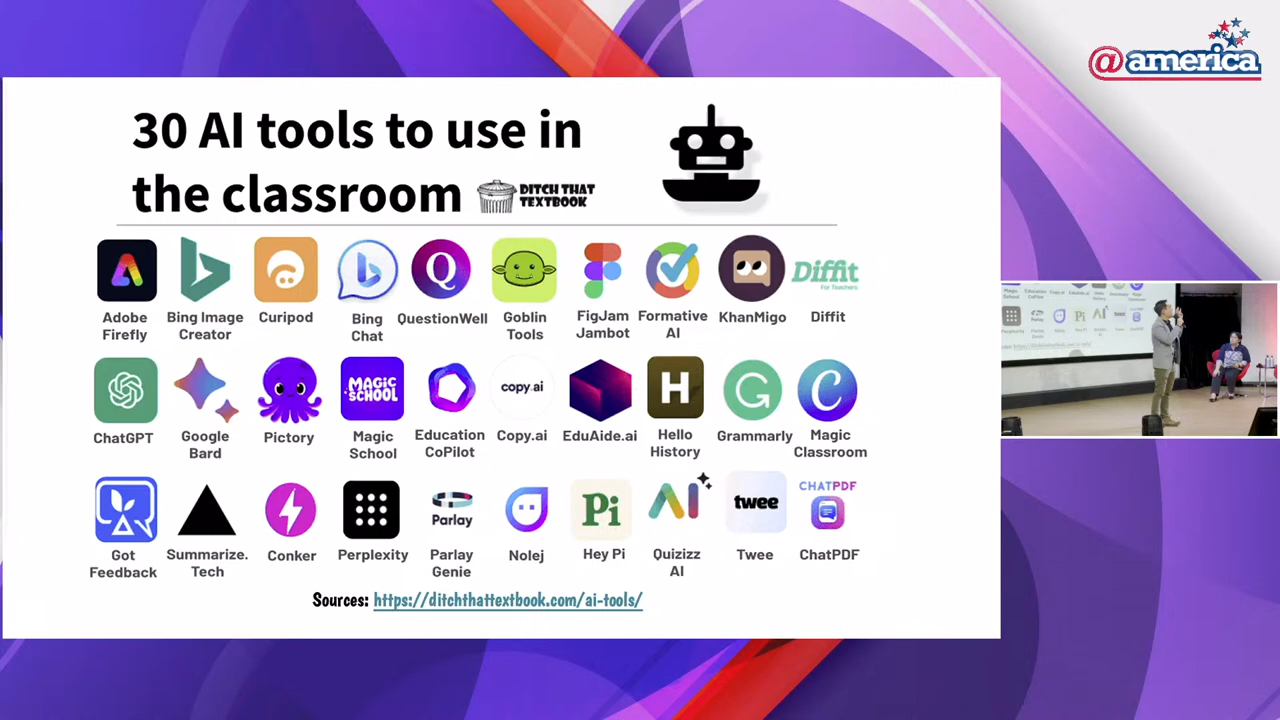 @america
30 AI tools to use in
the classroom
DITCH THAT
TEXTBOOK
Adobe
Firefly
Bing Image
Creator
Curipod
Bing
Chat
QuestionWell
Goblin
Tools
FigJam
Jambot
Formative
AI
KhanMigo
Diffit
For Teachers
Diffit
ChatGPT
Google
Bard
Pictory
MAGIC
SCHOOL
Magic
School
Education
CoPilot
copy.ai
Copy.ai
EduAide.ai
H
Hello
History
G
Grammarly
C
Magic
Classroom
Got
Feedback
Summarize.
Tech
Conker
Perplexity
Parlay
Parlay
Genie
Nolej
Pi
Hey Pi
AI
Quizizz
AI
twee
Twee
CHATPDF
ChatPDF
Q
b
Sources: https://ditchthattextbook.com/ai-tools/